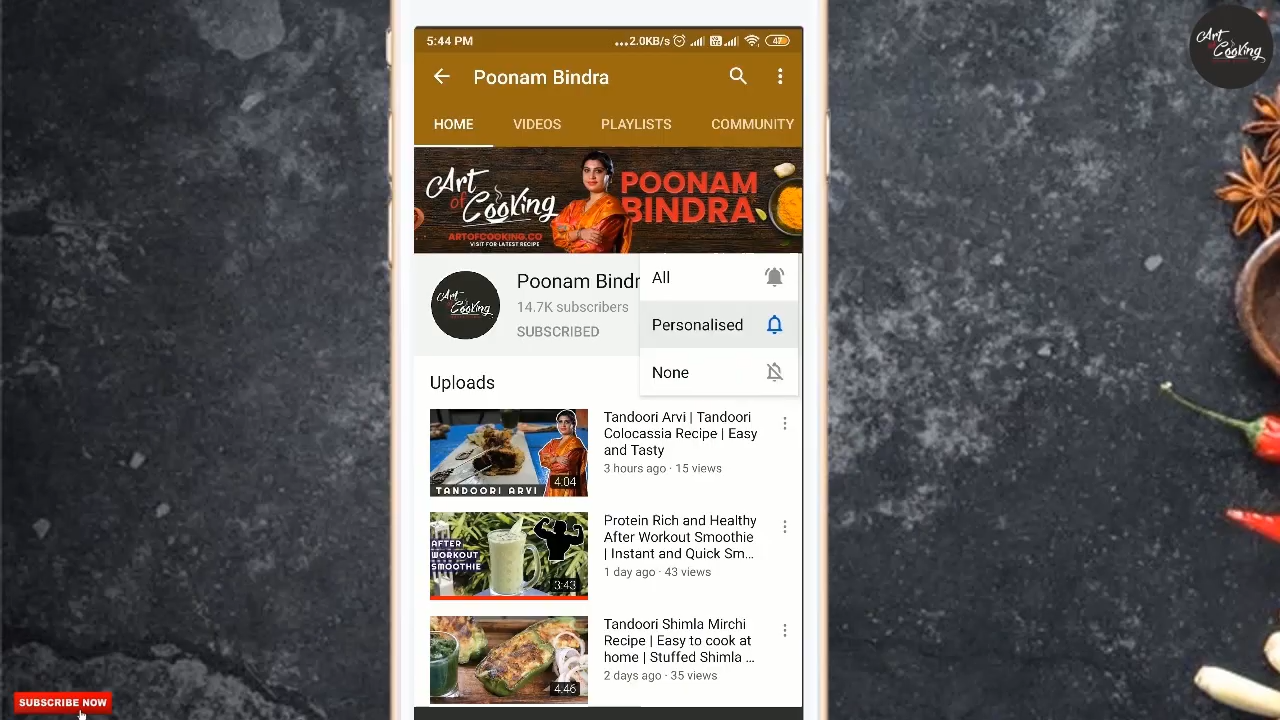 Art
of
Cooking
5:44 PM
...2.0KB/s
47
Poonam Bindra
HOME
VIDEOS
PLAYLISTS
COMMUNITY
Art
of
Cooking
ARTOFCOOKING.CO
VISIT FOR LATEST RECIPE
POONAM
BINDRA
Art
of
Cooking
Poonam Bindr
14.7K subscribers
SUBSCRIBED
All
Personalised
None
Uploads
TANDOORI ARVI
4:04
Tandoori Arvi | Tandoori
Colocassia Recipe | Easy
and Tasty
3 hours ago · 15 views
AFTER
WORKOUT
SMOOTHIE
3:43
Protein Rich and Healthy
After Workout Smoothie
| Instant and Quick Sm...
1 day ago · 43 views
4:46
Tandoori Shimla Mirchi
Recipe | Easy to cook at
home | Stuffed Shimla ...
2 days ago · 35 views
SUBSCRIBE NOW